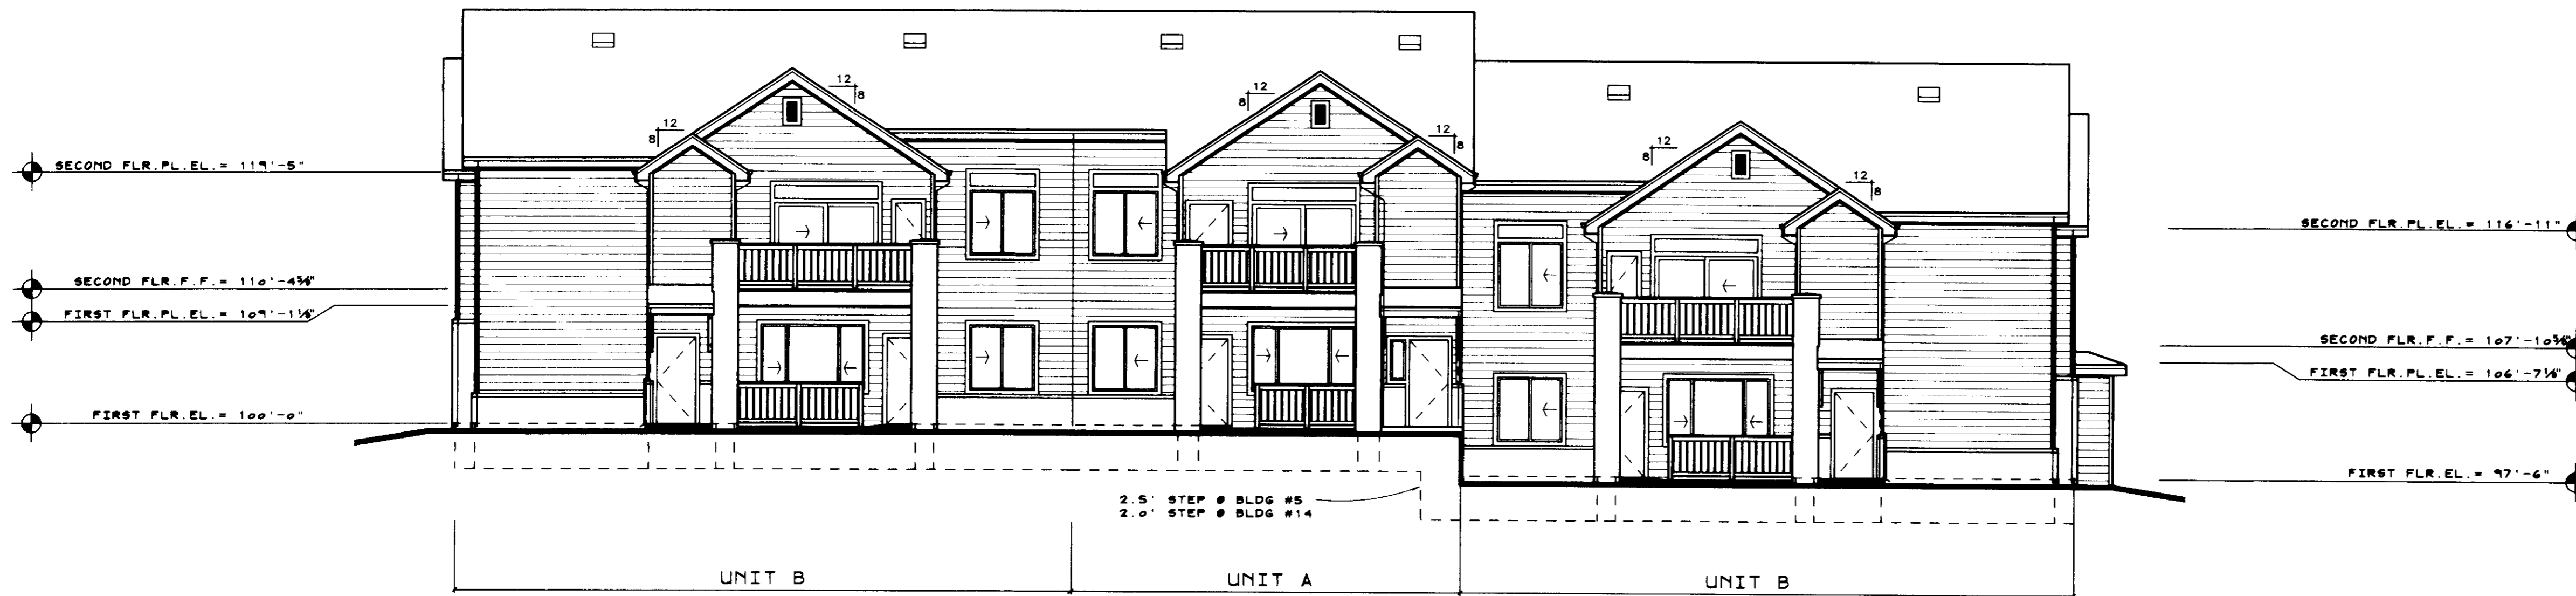 12
8
12
8
12
8
12
8
12
8
12
8
SECOND FLR.PL.EL. = 119'-5"
SECOND FLR.F.F. = 110'-4⅝"
FIRST FLR.PL.EL. = 109'-1⅛"
FIRST FLR.EL. = 100'-0"
SECOND FLR.PL.EL. = 116'-11"
SECOND FLR.F.F. = 107'-10⅝"
FIRST FLR.PL.EL. = 106'-7⅛"
FIRST FLR.EL. = 97'-6"
2.5' STEP @ BLDG #5
2.0' STEP @ BLDG #14
UNIT B
UNIT A
UNIT B